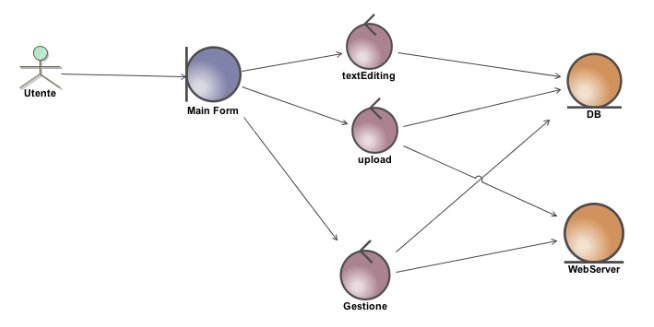 textEditing
Utente
Main Form
DB
upload
WebServer
Gestione